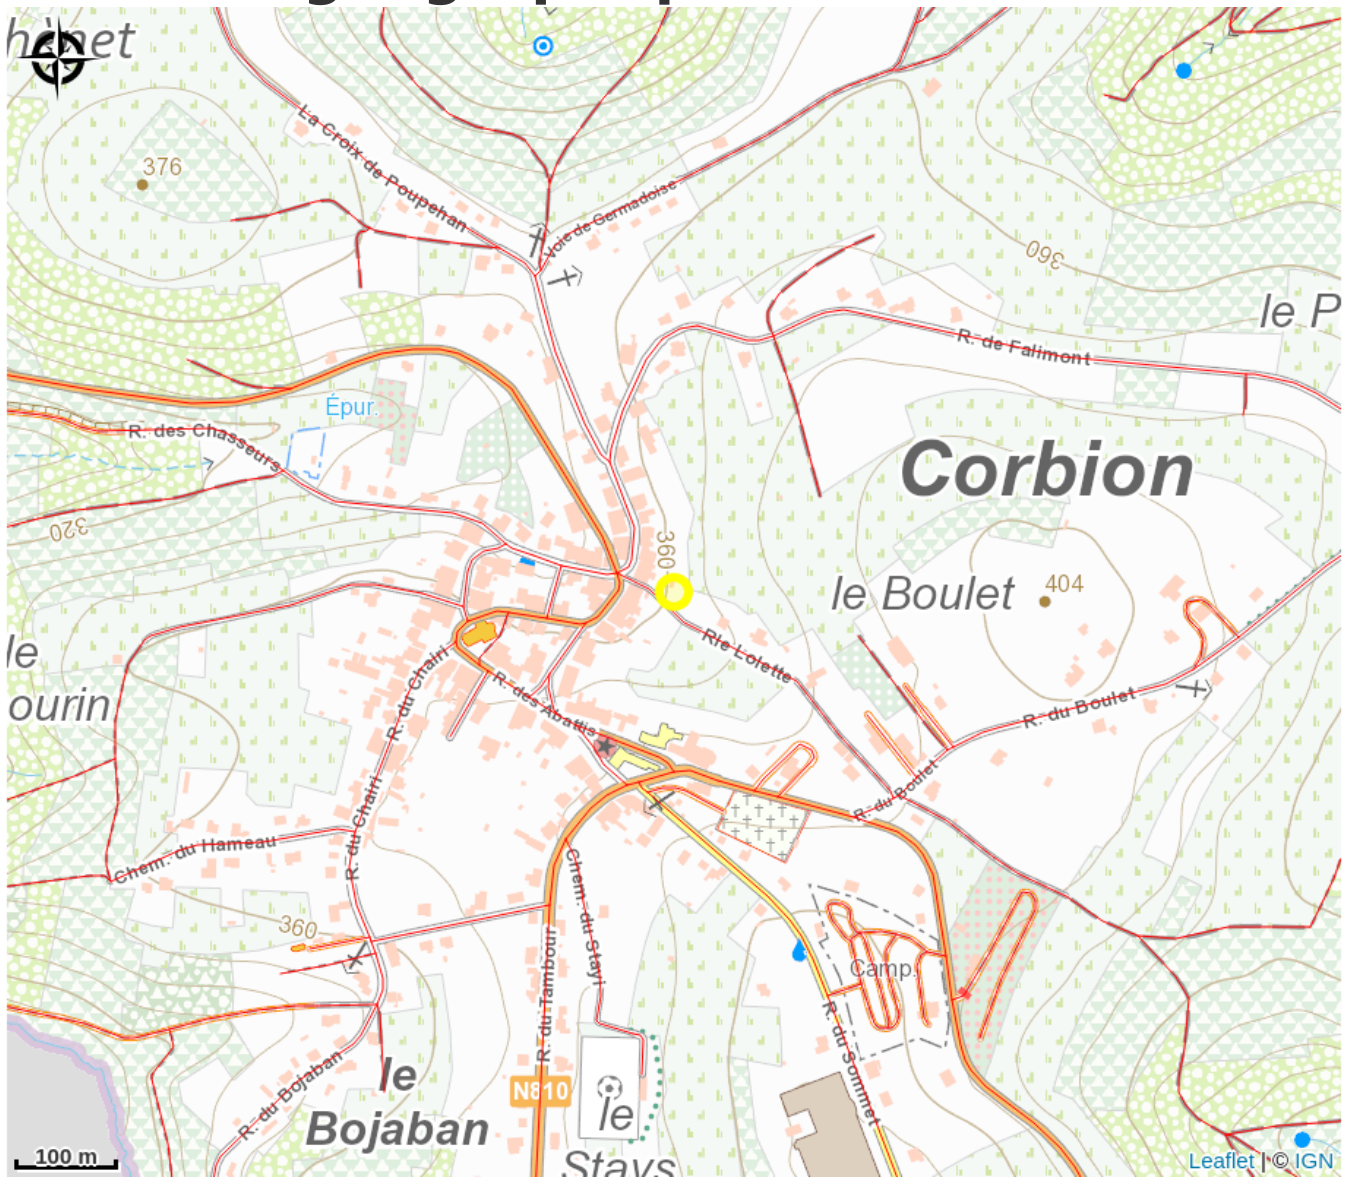 376
La Croix de Poupehan
Voie de Germadoise
360
le P
R. de Falimont
Épur.
R. des Chasseurs
Corbion
320
360
le Boulet
404
le
ourin
Rle Lolette
R. du Chairi
R. des Abattis
R. du Boulet
R. du Boulet
R. du Chairi
Chem. du Hameau
Chem. du Stayi
360
R. du Tambour
Camp.
R. du Sommet
R. du Bojaban
le
Bojaban
N810
le
Stays
100 m
Leaflet | © IGN